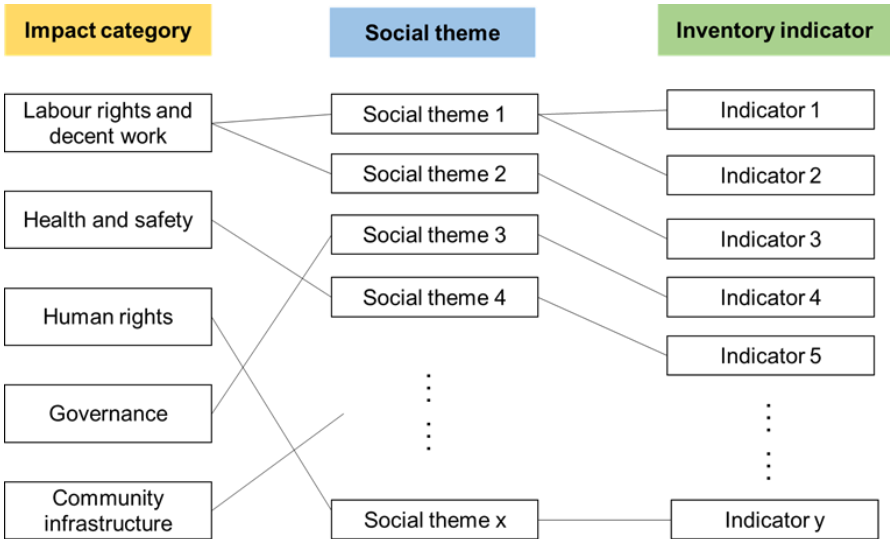 Impact category
Social theme
Inventory indicator
Labour rights and
decent work
Health and safety
Human rights
Governance
Community
infrastructure
Social theme 1
Social theme 2
Social theme 3
Social theme 4
Social theme x
Indicator 1
Indicator 2
Indicator 3
Indicator 4
Indicator 5
Indicator y